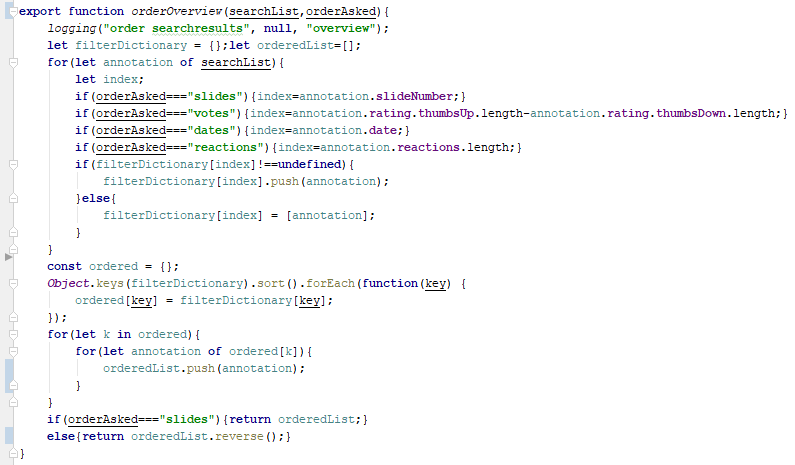 export function orderOverview(searchList,orderAsked){
    logging("order searchresults", null, "overview");
    let filterDictionary = {};let orderedList=[];
    for(let annotation of searchList){
        let index;
        if(orderAsked==="slides"){index=annotation.slideNumber;}
        if(orderAsked==="votes"){index=annotation.rating.thumbsUp.length-annotation.rating.thumbsDown.length;}
        if(orderAsked==="dates"){index=annotation.date;}
        if(orderAsked==="reactions"){index=annotation.reactions.length;}
        if(filterDictionary[index]!==undefined){
            filterDictionary[index].push(annotation);
        }else{
            filterDictionary[index] = [annotation];
        }
    }
    const ordered = {};
    Object.keys(filterDictionary).sort().forEach(function(key) {
        ordered[key] = filterDictionary[key];
    });
    for(let k in ordered){
        for(let annotation of ordered[k]){
            orderedList.push(annotation);
        }
    }
    if(orderAsked==="slides"){return orderedList;}
    else{return orderedList.reverse();}
}